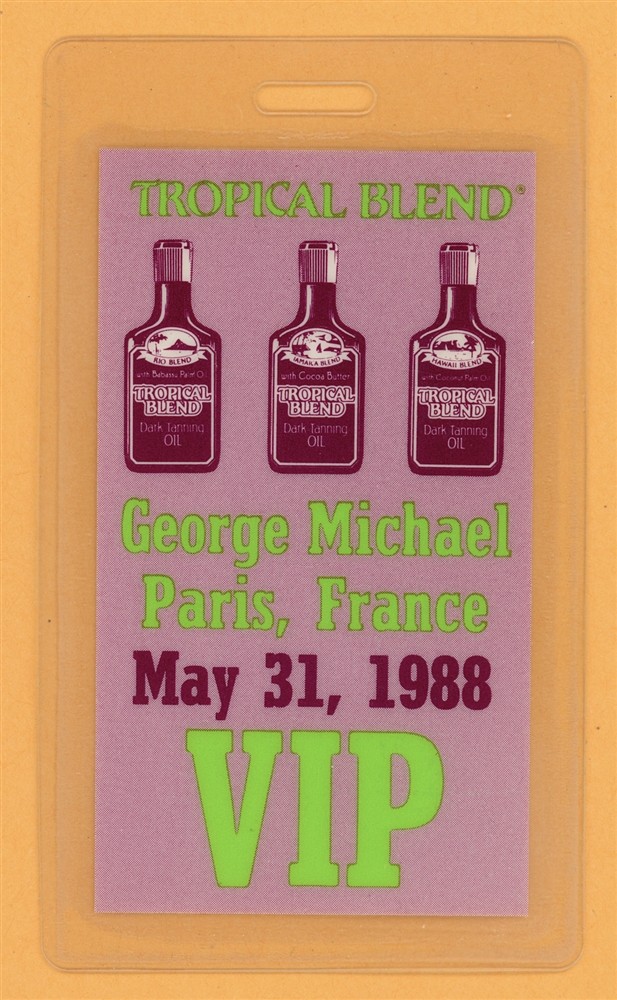 TROPICAL BLEND®
RIO BLEND
with Babassu Palm Oil
TROPICAL
BLEND
Dark Tanning
OIL
JAMAIKA BLEND
with Cocoa Butter
TROPICAL
BLEND
Dark Tanning
OIL
HAWAII BLEND
with Coconut Palm Oil
TROPICAL
BLEND
Dark Tanning
OIL
George Michael
Paris, France
May 31, 1988
VIP